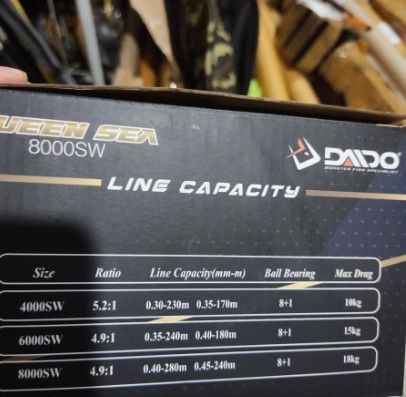 UEEN SEA
8000SW
DAIDO
MONSTER FISH SPECIALIST
LINE CAPACITY
Size Ratio Line Capacity(mm-m) Ball Bearing Max Drag
4000SW 5.2:1 0.30-230m 0.35-170m 8+1 10kg
6000SW 4.9:1 0.35-240m 0.40-180m 8+1 15kg
8000SW 4.9:1 0.40-280m 0.45-240m 8+1 18kg